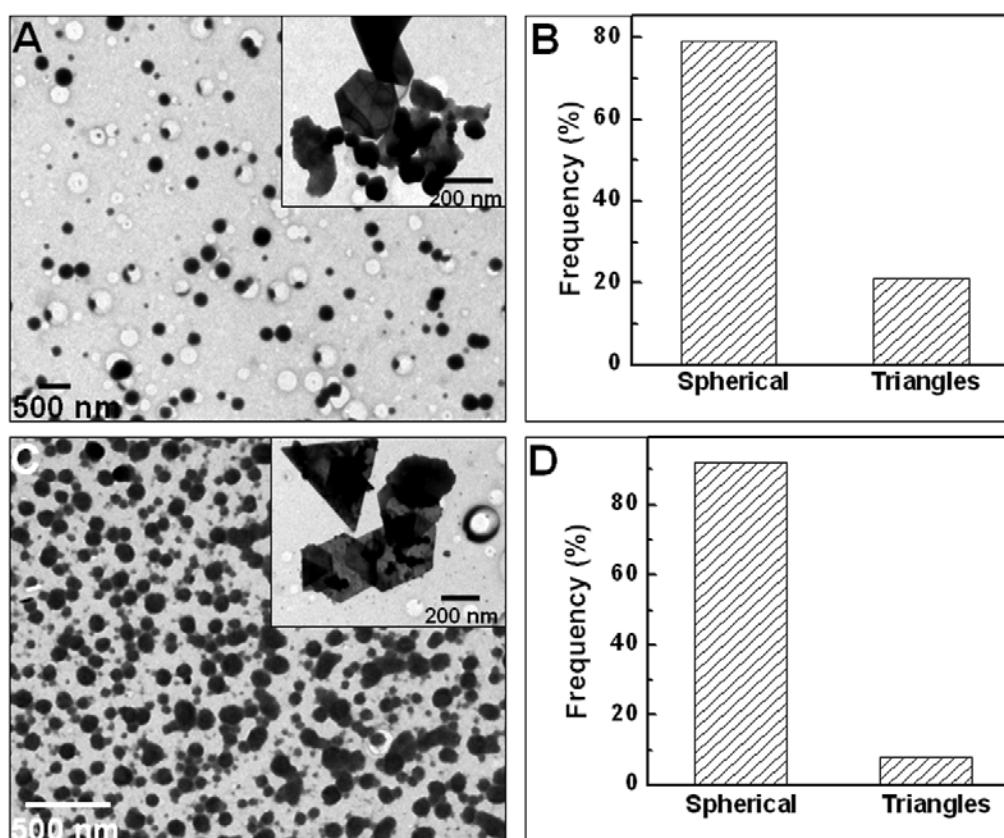 A
200 nm
500 nm
B
80
60
40
20
0
Frequency (%)
Spherical Triangles
C
200 nm
500 nm
D
80
60
40
20
0
Frequency (%)
Spherical Triangles